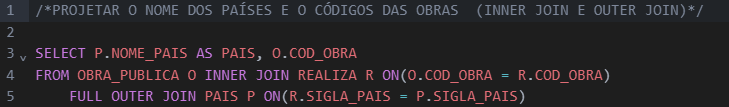 1 /*PROJETAR O NOME DOS PAÍSES E O CÓDIGOS DAS OBRAS  (INNER JOIN E OUTER JOIN)*/
2
3 SELECT P.NOME_PAIS AS PAIS, O.COD_OBRA
4 FROM OBRA_PUBLICA O INNER JOIN REALIZA R ON(O.COD_OBRA = R.COD_OBRA)
5     FULL OUTER JOIN PAIS P ON(R.SIGLA_PAIS = P.SIGLA_PAIS)